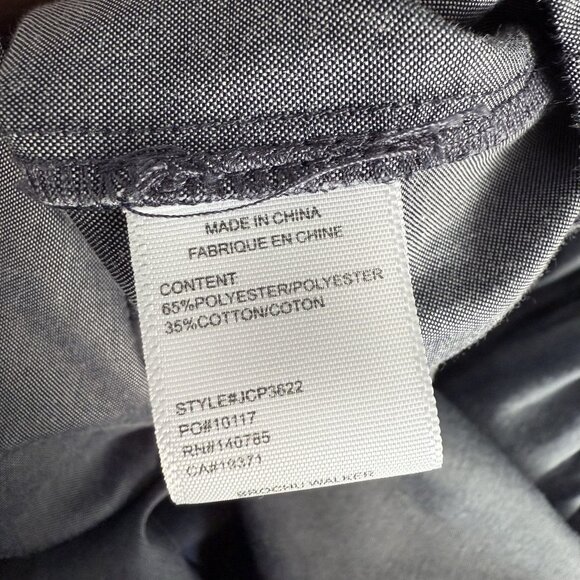 MADE IN CHINA
FABRIQUE EN CHINE
CONTENT
65%POLYESTER/POLYESTER
35%COTTON/COTON
STYLE#JCP3622
PO#10117
RN#140785
CA#19371
BROCHU WALKER